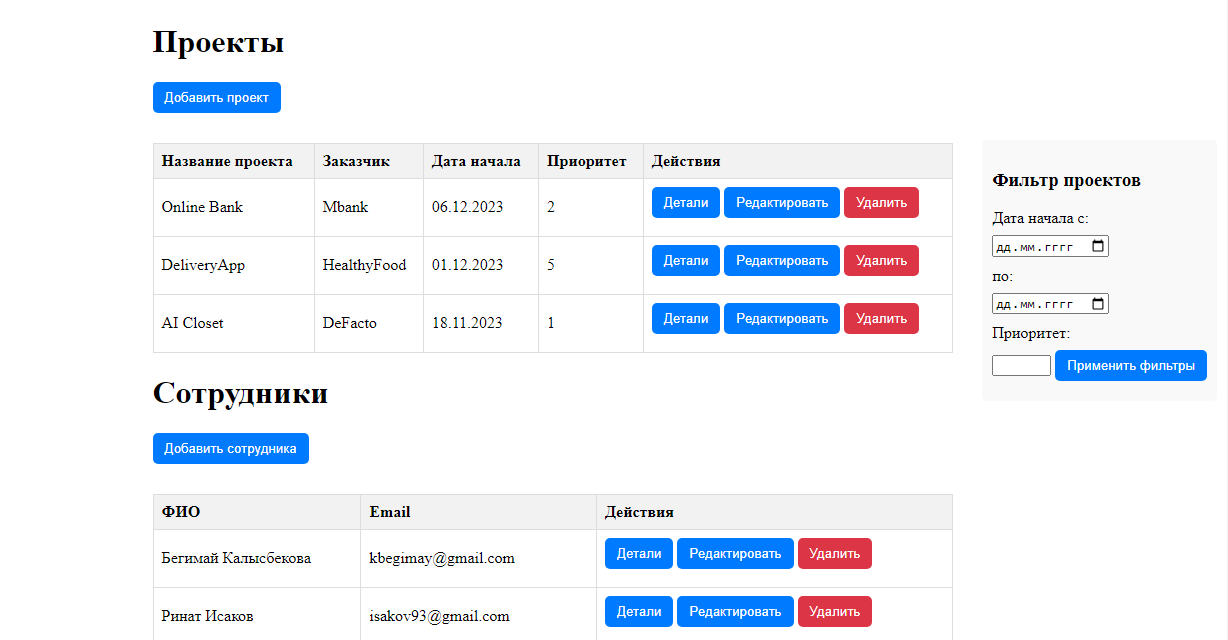 Проекты
Добавить проект
Название проекта Заказчик Дата начала Приоритет Действия
Online Bank Mbank 06.12.2023 2 Детали Редактировать Удалить
DeliveryApp HealthyFood 01.12.2023 5 Детали Редактировать Удалить
AI Closet DeFacto 18.11.2023 1 Детали Редактировать Удалить
Фильтр проектов
Дата начала с:
дд.мм.гггг
по:
дд.мм.гггг
Приоритет:
Применить фильтры
Сотрудники
Добавить сотрудника
ФИО Email Действия
Бегимай Калысбекова kbegimay@gmail.com Детали Редактировать Удалить
Ринат Исаков isakov93@gmail.com Детали Редактировать Удалить